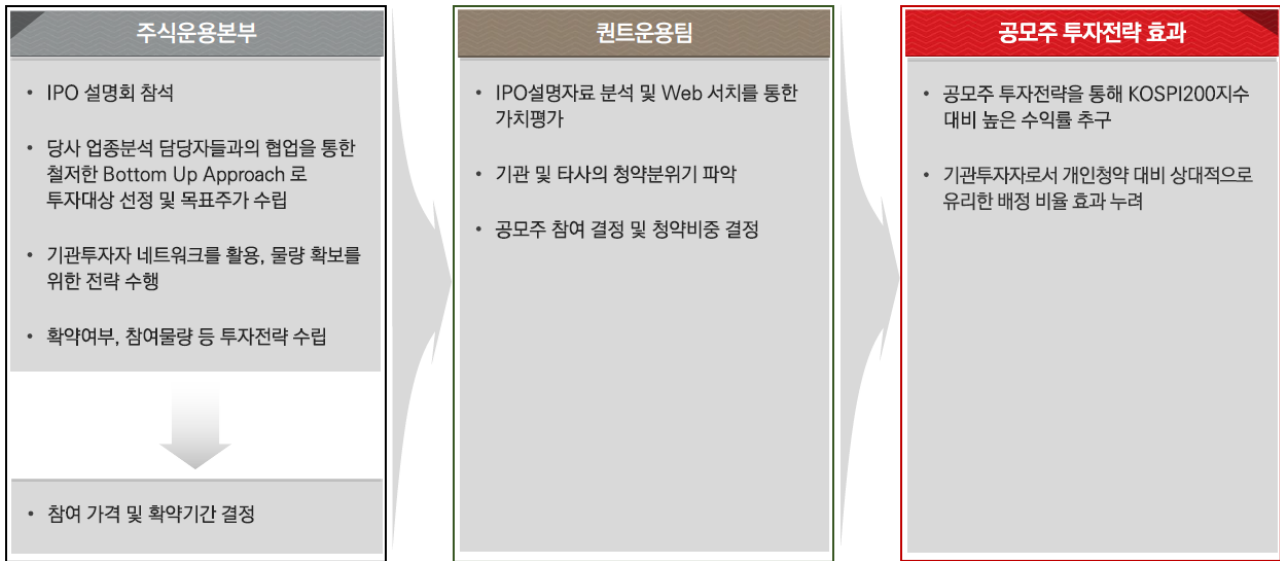 주식운용본부
• IPO 설명회 참석
• 당사 업종분석 담당자들과의 협업을 통한
철저한 Bottom Up Approach 로
투자대상 선정 및 목표주가 수립
• 기관투자자 네트워크를 활용, 물량 확보를
위한 전략 수행
• 확약여부, 참여물량 등 투자전략 수립
• 참여 가격 및 확약기간 결정
퀀트운용팀
• IPO설명자료 분석 및 Web 서치를 통한
가치평가
• 기관 및 타사의 청약분위기 파악
• 공모주 참여 결정 및 청약비중 결정
공모주 투자전략 효과
• 공모주 투자전략을 통해 KOSPI200지수
대비 높은 수익률 추구
• 기관투자자로서 개인청약 대비 상대적으로
유리한 배정 비율 효과 누려